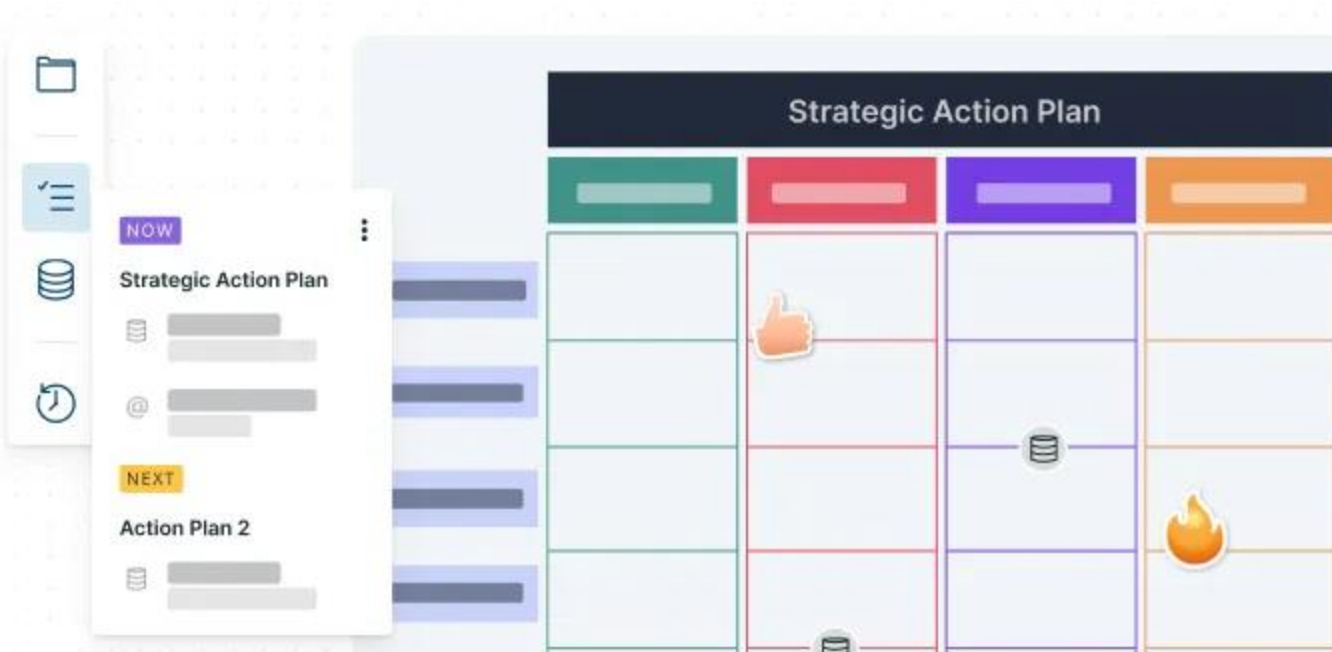 Strategic Action Plan
NOW
Strategic Action Plan
@
NEXT
Action Plan 2